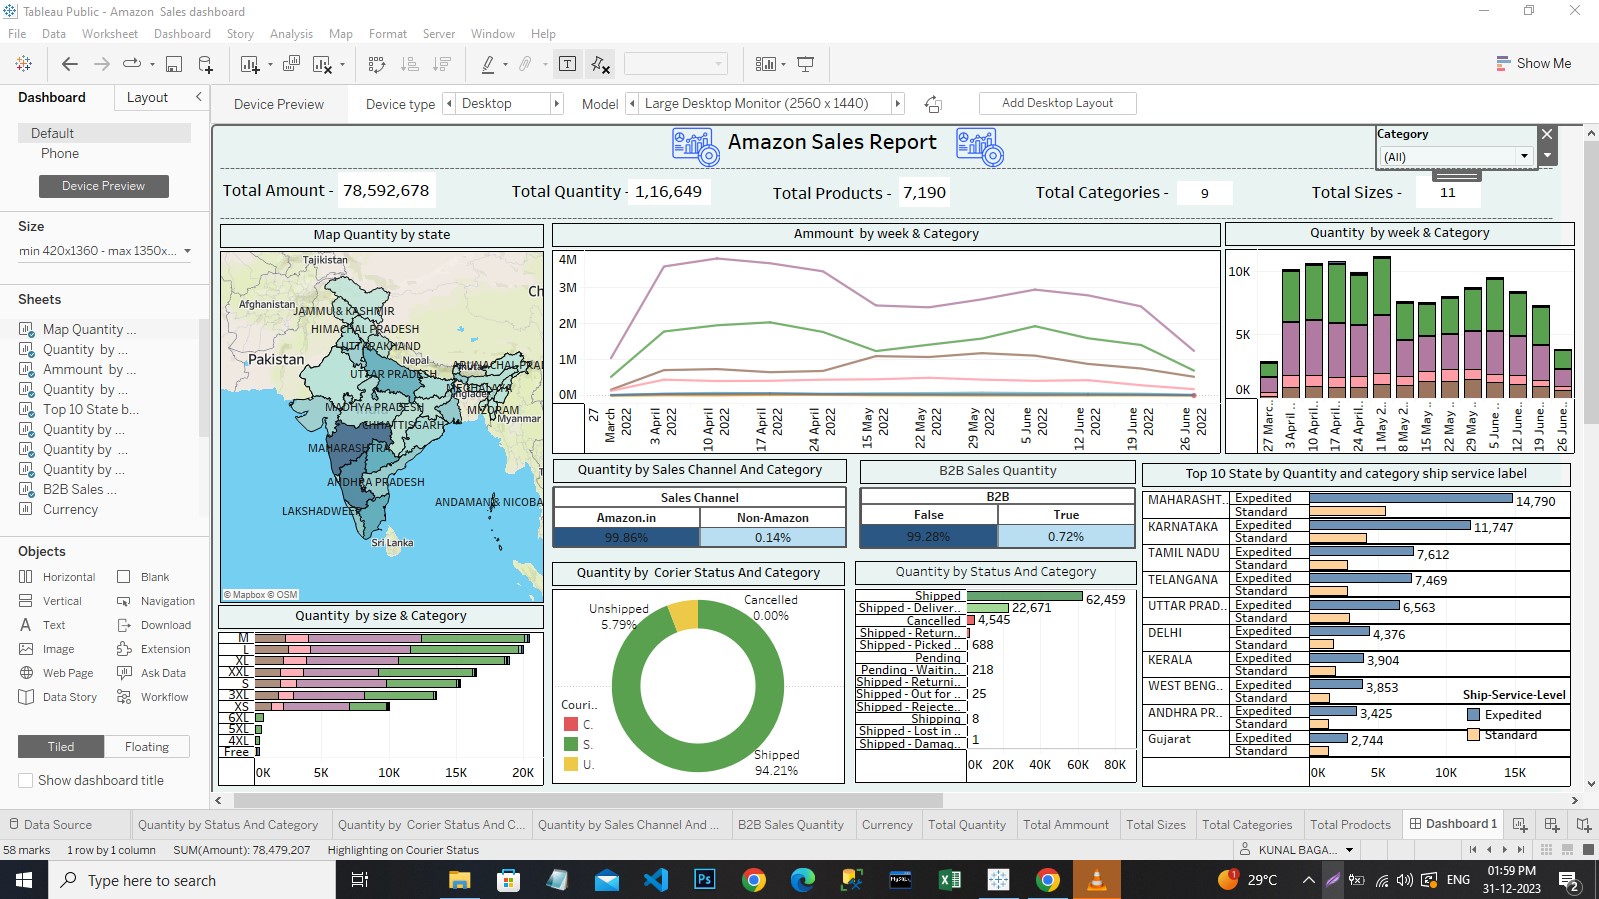 Tableau Public - Amazon  Sales dashboard
File Data Worksheet Dashboard Story Analysis Map Format Server Window Help
Show Me
Dashboard Layout
Device Preview Device type Desktop Model Large Desktop Monitor (2560 x 1440) Add Desktop Layout
Default
Phone
Device Preview
Size
min 420x1360 - max 1350x...
Sheets
Map Quantity ...
Quantity by ...
Ammount by ...
Quantity by ...
Top 10 State b...
Quantity by ...
Quantity by ...
Quantity by ...
B2B Sales ...
Currency
Objects
Horizontal Blank
Vertical Navigation
Text Download
Image Extension
Web Page Ask Data
Data Story Workflow
Tiled Floating
Show dashboard title
Amazon Sales Report
Category
(All)
Total Amount - 78,592,678 Total Quantity - 1,16,649 Total Products - 7,190 Total Categories - 9 Total Sizes - 11
Map Quantity by state
Tajikistan
Afghanistan
Ch
JAMMU & KASHMIR
HIMACHAL PRADESH
UTTARAKHAND
Pakistan
Nepal
UTTAR PRADESH
MEGHALAYA
MADHYA PRADESH
MIZORAM
Myanmar
CHHATTISGARH
MAHARASHTRA
ANDHRA PRADESH
ANDAMAN & NICOBA
LAKSHADWEEP
Sri Lanka
© Mapbox © OSM
Ammount by week & Category
4M
3M
2M
1M
0M
27 March 2022
3 April 2022
10 April 2022
17 April 2022
24 April 2022
15 May 2022
22 May 2022
29 May 2022
5 June 2022
12 June 2022
19 June 2022
26 June 2022
Quantity by week & Category
10K
5K
0K
27 Marc..
3 April ..
10 April..
17 April..
24 April..
1 May 2..
8 May 2..
15 May ..
22 May ..
29 May ..
5 June ..
12 June..
19 June..
26 June..
Quantity by Sales Channel And Category
Sales Channel
Amazon.in Non-Amazon
99.86% 0.14%
B2B Sales Quantity
B2B
False True
99.28% 0.72%
Top 10 State by Quantity and category ship service label
MAHARASHT.. Expedited 14,790
Standard
KARNATAKA Expedited 11,747
Standard
TAMIL NADU Expedited 7,612
Standard
TELANGANA Expedited 7,469
Standard
UTTAR PRAD.. Expedited 6,563
Standard
DELHI Expedited 4,376
Standard
KERALA Expedited 3,904
Standard
WEST BENG.. Expedited 3,853
Standard
ANDHRA PR.. Expedited 3,425
Standard
Gujarat Expedited 2,744
Standard
0K 5K 10K 15K
Ship-Service-Level
Expedited
Standard
Quantity by size & Category
M
L
XL
XXL
S
3XL
XS
6XL
5XL
4XL
Free
0K 5K 10K 15K 20K
Quantity by Corier Status And Category
Unshipped
5.79%
Cancelled
0.00%
Shipped
94.21%
Couri..
C.
S.
U.
Quantity by Status And Category
Shipped 62,459
Shipped - Deliver.. 22,671
Cancelled 4,545
Shipped - Return..
Shipped - Picked .. 688
Pending
Pending - Waitin.. 218
Shipped - Returni..
Shipped - Out for .. 25
Shipped - Rejecte..
Shipping 8
Shipped - Lost in ..
Shipped - Damag.. 1
0K 20K 40K 60K 80K
Data Source Quantity by Status And Category Quantity by Corier Status And C... Quantity by Sales Channel And ... B2B Sales Quantity Currency Total Quantity Total Ammount Total Sizes Total Categories Total Products Dashboard 1
58 marks 1 row by 1 column SUM(Amount): 78,479,207 Highlighting on Courier Status KUNAL BAGA...
Type here to search
Ps
MySQL
1
29°C
ENG
01:59 PM
31-12-2023
2